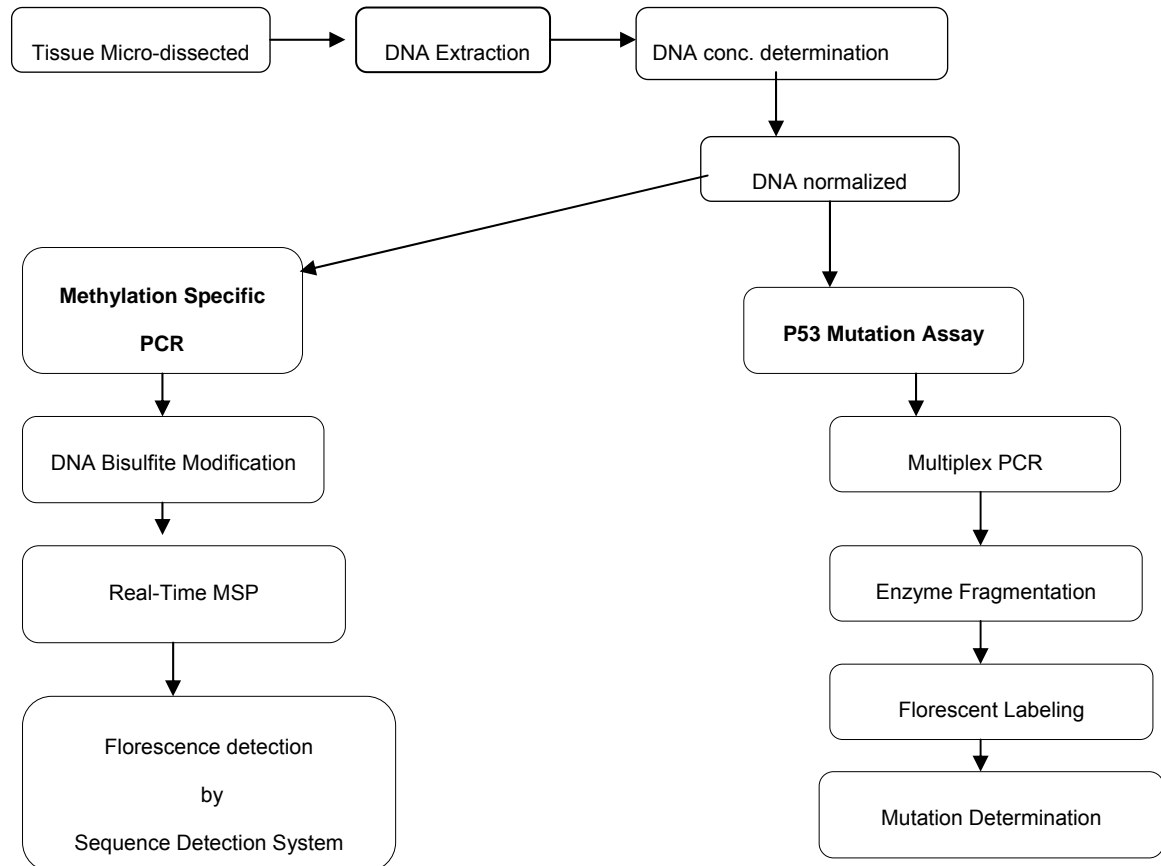 Tissue Micro-dissected
DNA Extraction
DNA conc. determination
DNA normalized
Methylation Specific
PCR
DNA Bisulfite Modification
Real-Time MSP
Florescence detection
by
Sequence Detection System
P53 Mutation Assay
Multiplex PCR
Enzyme Fragmentation
Florescent Labeling
Mutation Determination